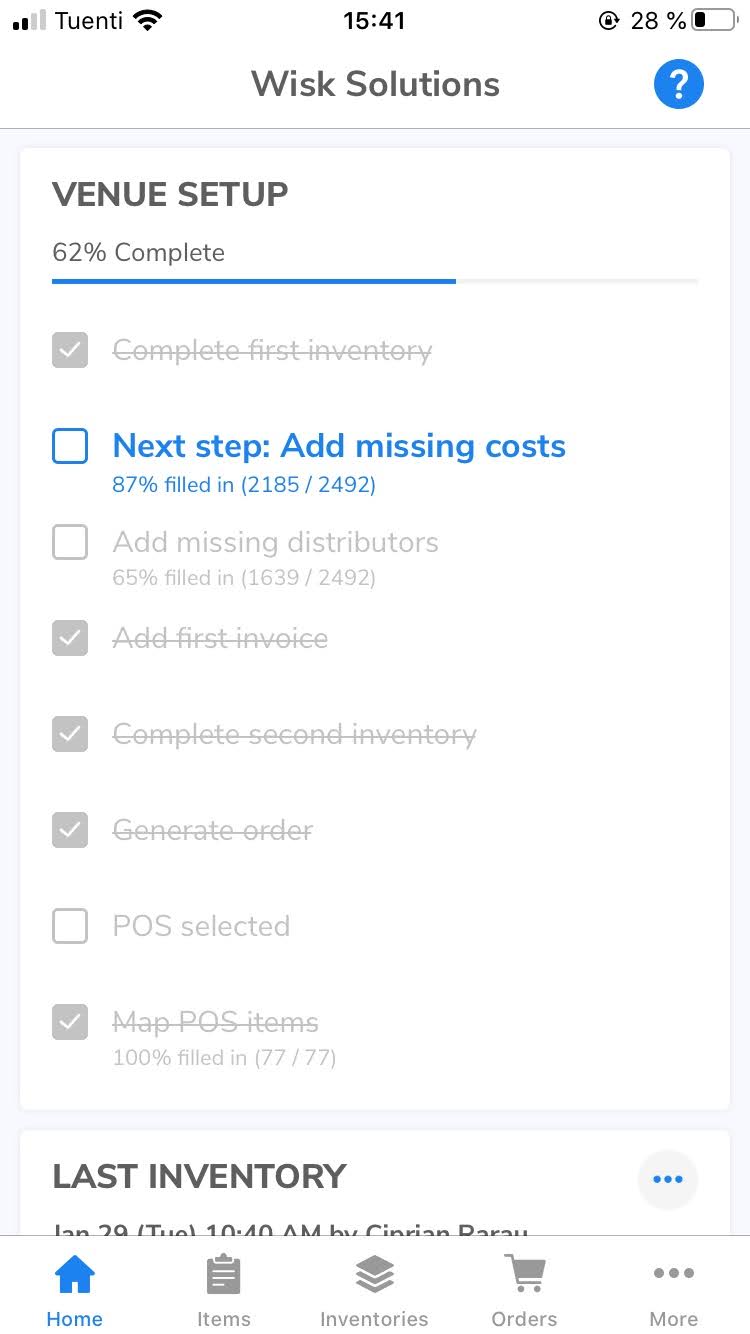 Tuenti 15:41 28 %
Wisk Solutions ?
VENUE SETUP
62% Complete
Complete first inventory
Next step: Add missing costs
87% filled in (2185 / 2492)
Add missing distributors
65% filled in (1639 / 2492)
Add first invoice
Complete second inventory
Generate order
POS selected
Map POS items
100% filled in (77 / 77)
LAST INVENTORY
Jan 29 (Tue) 10:40 AM by Ciprian Rarau
Home Items Inventories Orders More